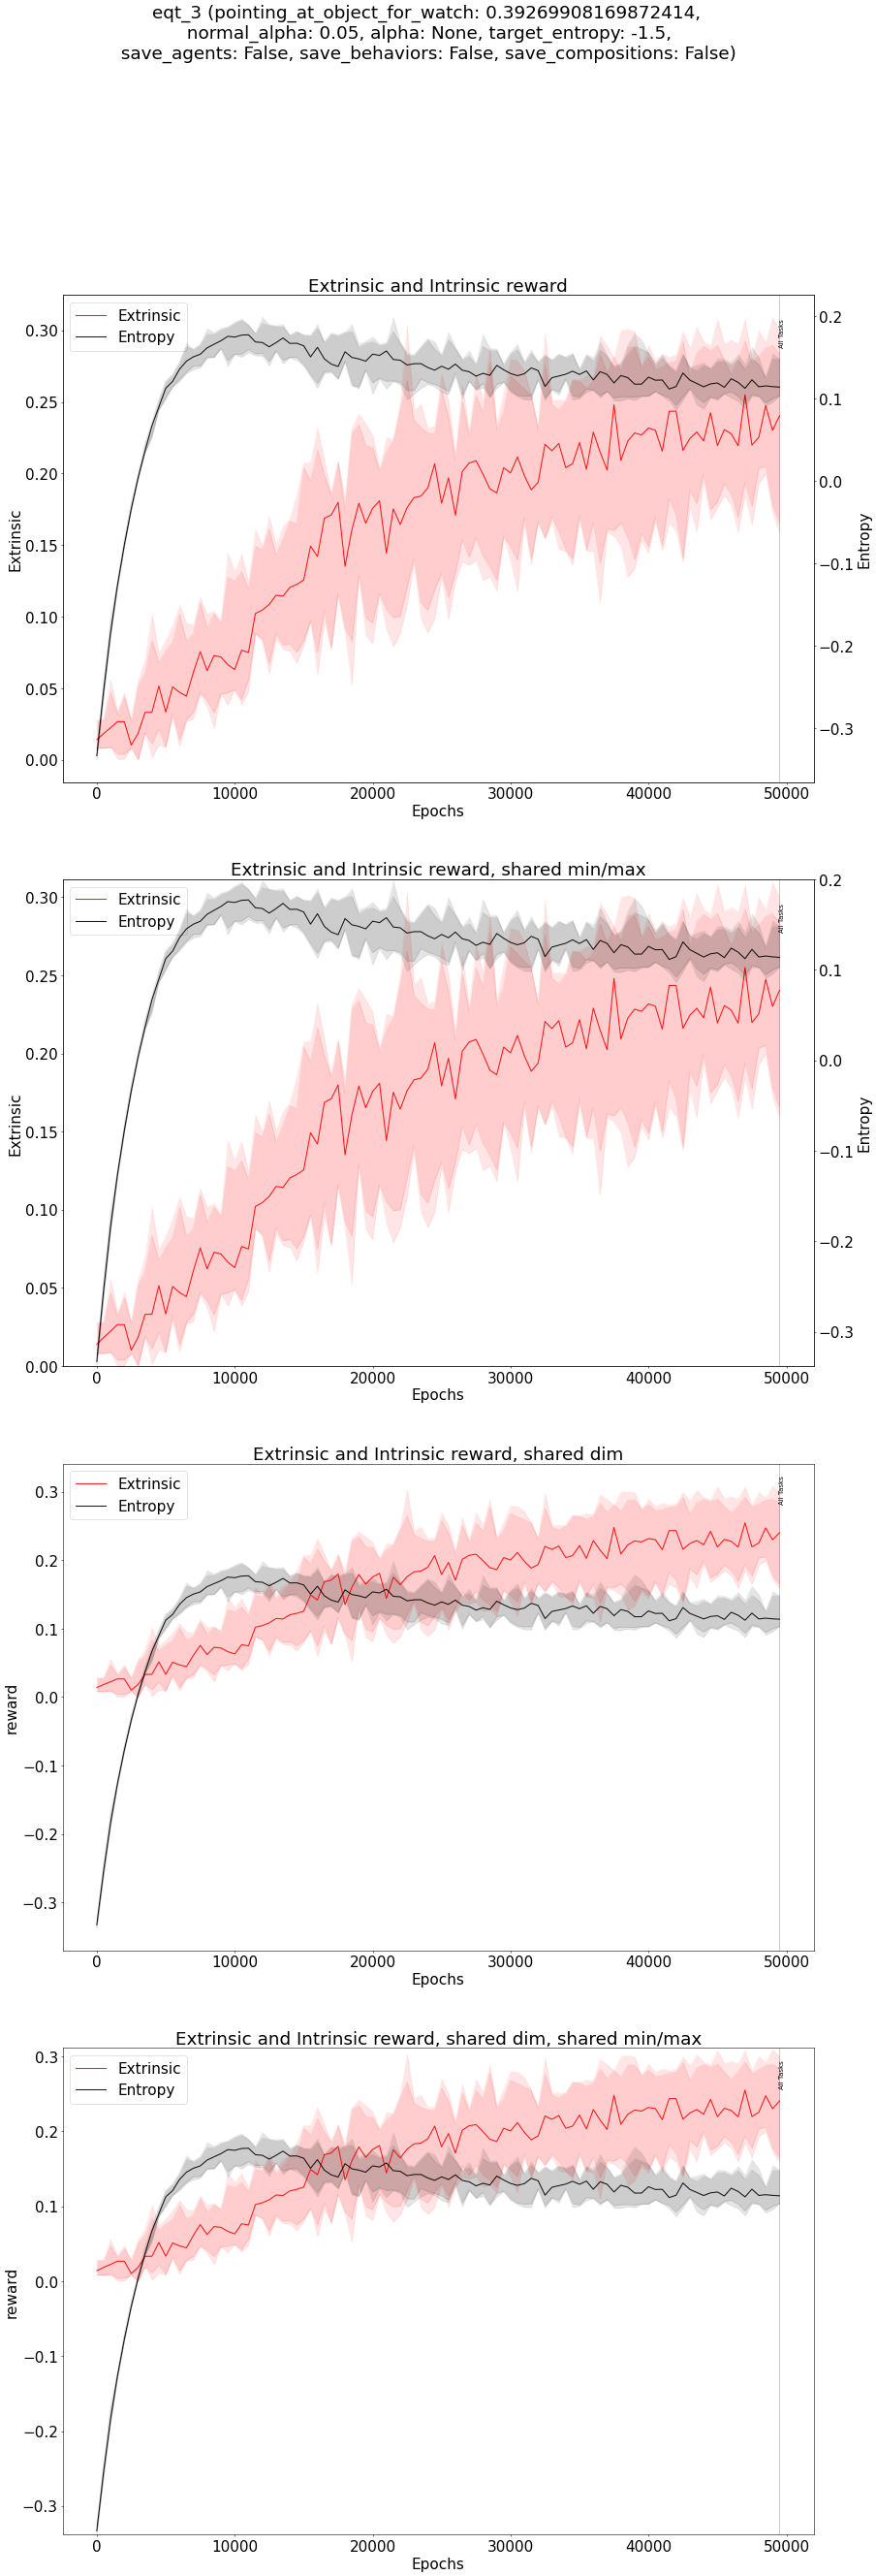 eqt_3 (pointing_at_object_for_watch: 0.39269908169872414,
normal_alpha: 0.05, alpha: None, target_entropy: -1.5,
save_agents: False, save_behaviors: False, save_compositions: False)
Extrinsic and Intrinsic reward
Extrinsic
Entropy
All Tasks
0.30
0.25
0.20
0.15
0.10
0.05
0.00
Extrinsic
0.2
0.1
0.0
−0.1
−0.2
−0.3
Entropy
0 10000 20000 30000 40000 50000
Epochs
Extrinsic and Intrinsic reward, shared min/max
Extrinsic
Entropy
All Tasks
0.30
0.25
0.20
0.15
0.10
0.05
0.00
Extrinsic
0.2
0.1
0.0
−0.1
−0.2
−0.3
Entropy
0 10000 20000 30000 40000 50000
Epochs
Extrinsic and Intrinsic reward, shared dim
Extrinsic
Entropy
All Tasks
0.3
0.2
0.1
0.0
−0.1
−0.2
−0.3
reward
0 10000 20000 30000 40000 50000
Epochs
Extrinsic and Intrinsic reward, shared dim, shared min/max
Extrinsic
Entropy
All Tasks
0.3
0.2
0.1
0.0
−0.1
−0.2
−0.3
reward
0 10000 20000 30000 40000 50000
Epochs